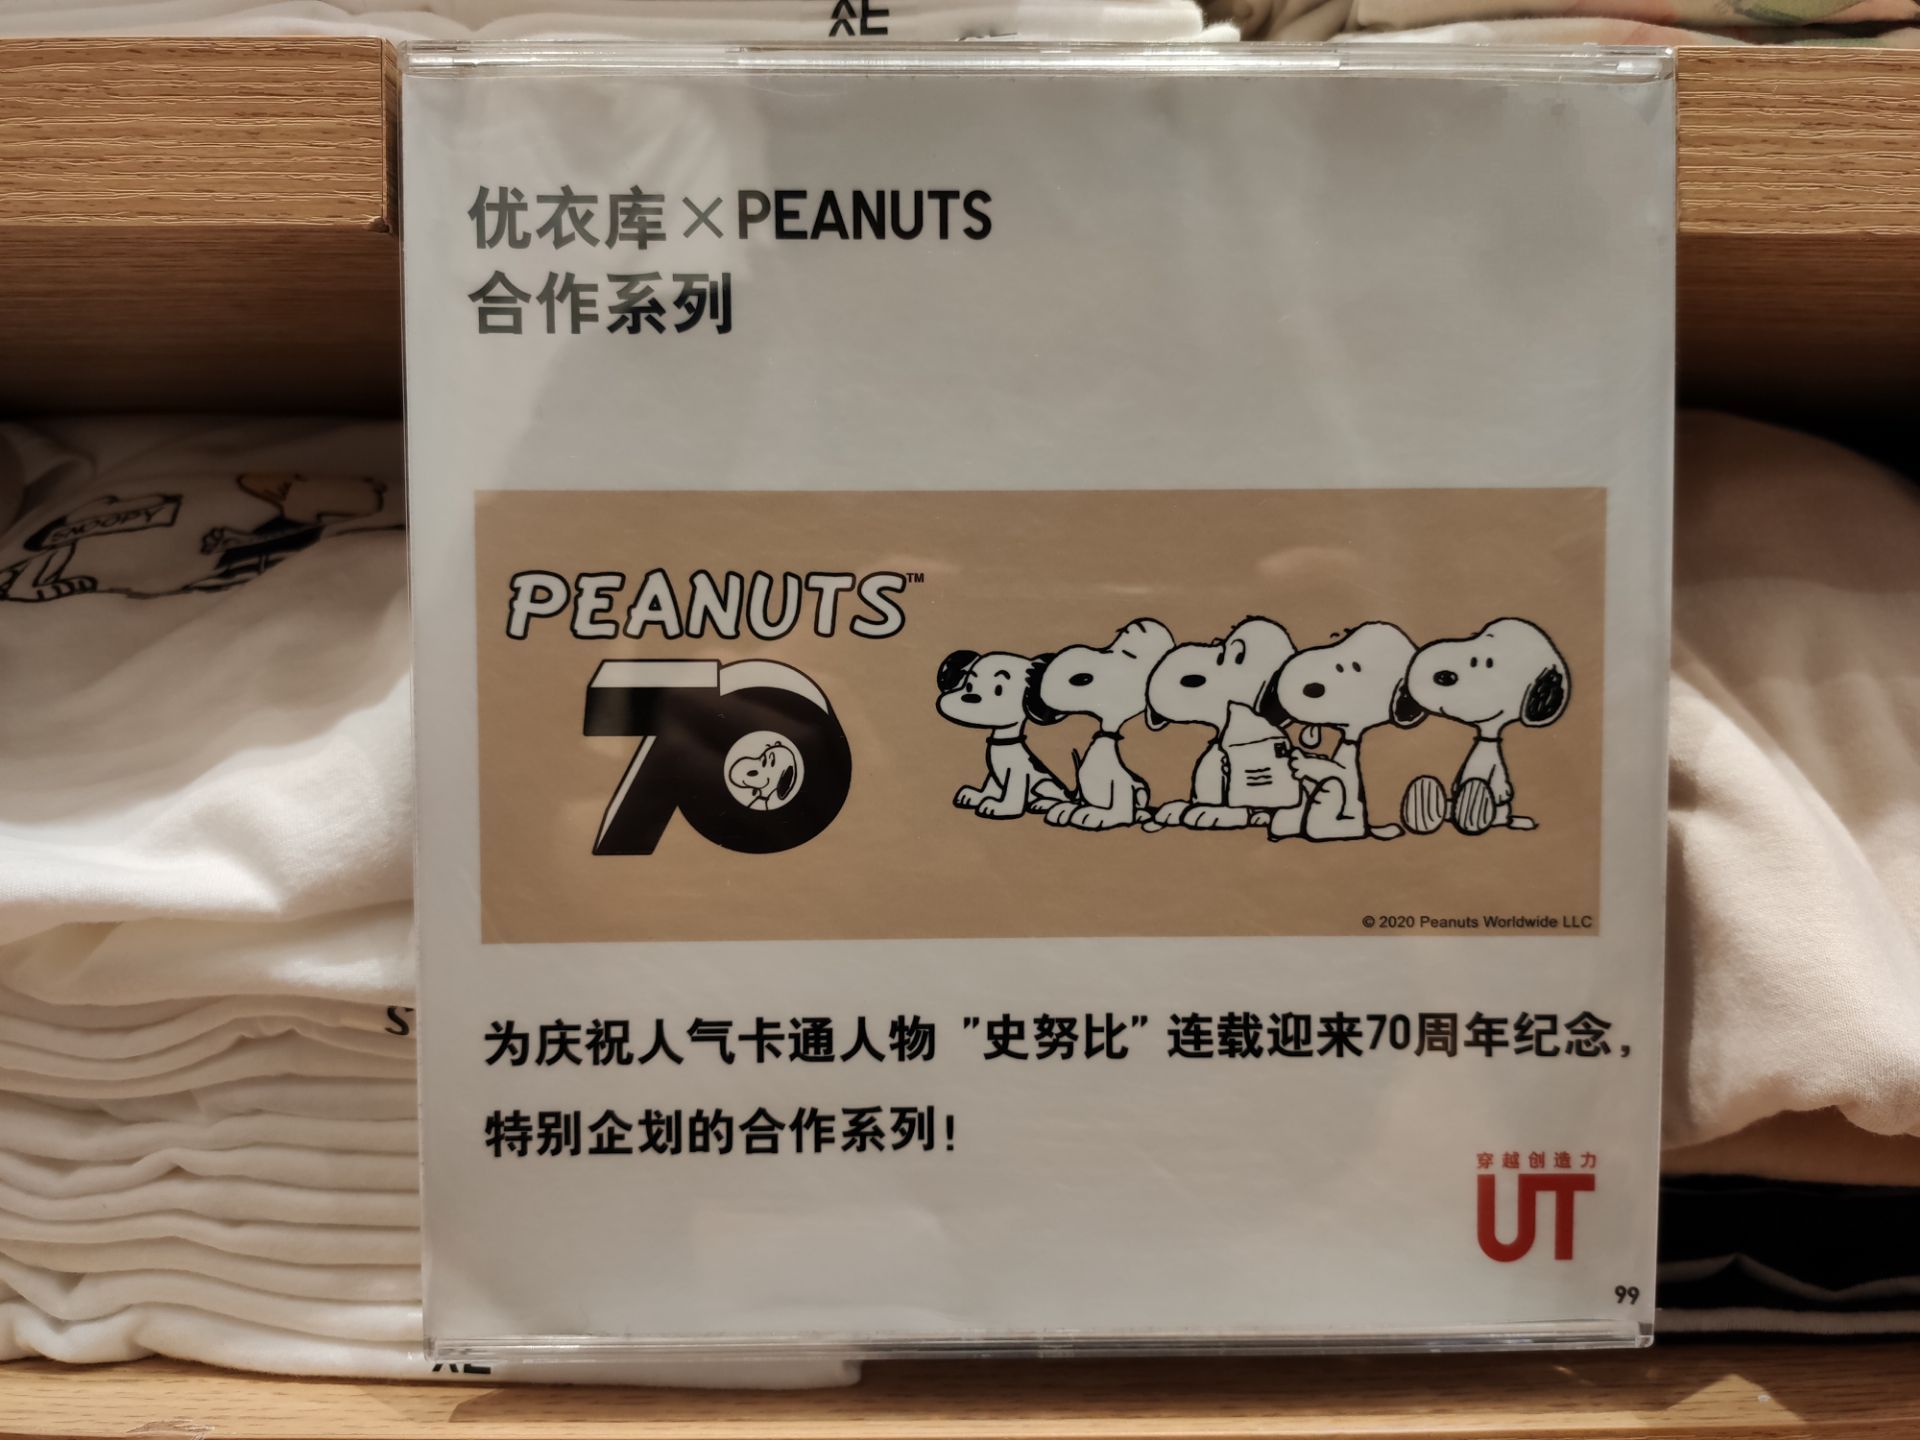 优衣库×PEANUTS
合作系列
SNOOPY
PEANUTS™
70
© 2020 Peanuts Worldwide LLC
为庆祝人气卡通人物 ”史努比” 连载迎来70周年纪念，
特别企划的合作系列！
穿越创造力
UT
99